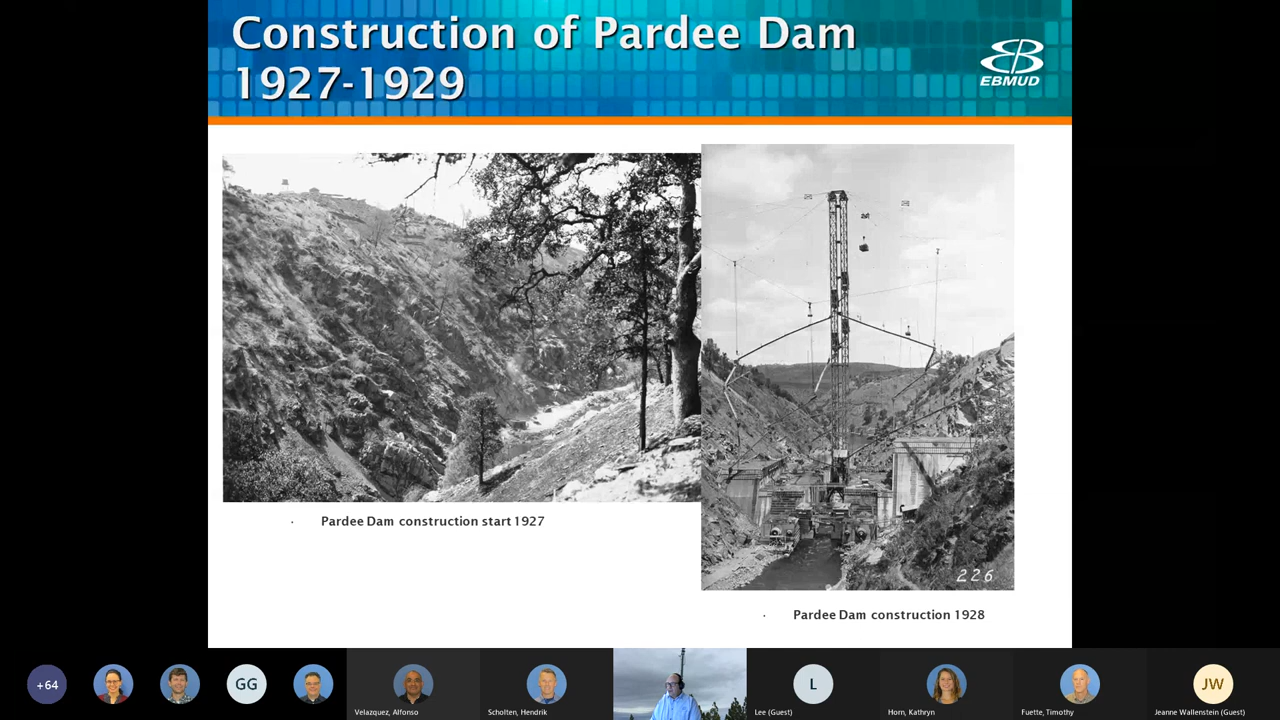 Construction of Pardee Dam
1927-1929
EBMUD
226
· Pardee Dam construction start 1927
· Pardee Dam construction 1928
+64
GG
Velazquez, Alfonso
Scholten, Hendrik
L
Lee (Guest)
Horn, Kathryn
Fuette, Timothy
JW
Jeanne Wallenstein (Guest)